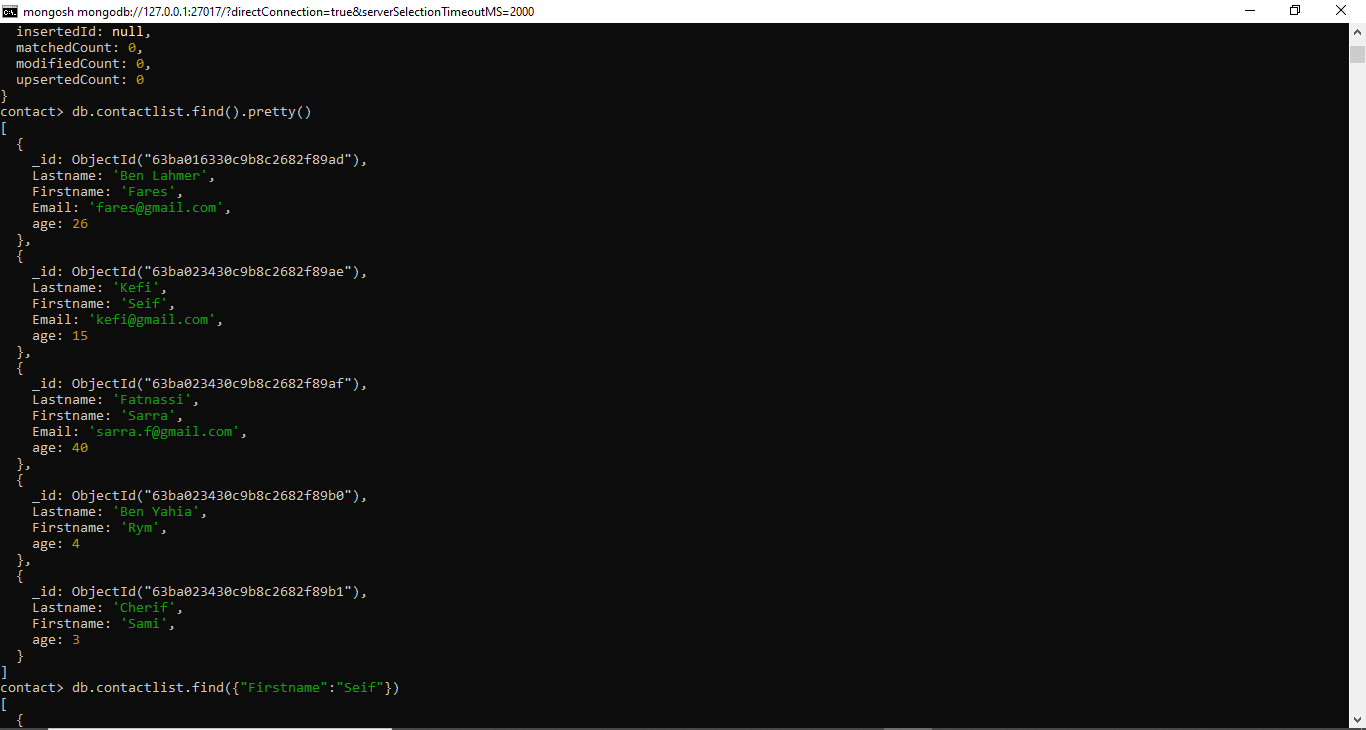 mongosh mongodb://127.0.0.1:27017/?directConnection=true&serverSelectionTimeoutMS=2000
  insertedId: null,
  matchedCount: 0,
  modifiedCount: 0,
  upsertedCount: 0
}
contact> db.contactlist.find().pretty()
[
  {
    _id: ObjectId("63ba016330c9b8c2682f89ad"),
    Lastname: 'Ben Lahmer',
    Firstname: 'Fares',
    Email: 'fares@gmail.com',
    age: 26
  },
  {
    _id: ObjectId("63ba023430c9b8c2682f89ae"),
    Lastname: 'Kefi',
    Firstname: 'Seif',
    Email: 'kefi@gmail.com',
    age: 15
  },
  {
    _id: ObjectId("63ba023430c9b8c2682f89af"),
    Lastname: 'Fatnassi',
    Firstname: 'Sarra',
    Email: 'sarra.f@gmail.com',
    age: 40
  },
  {
    _id: ObjectId("63ba023430c9b8c2682f89b0"),
    Lastname: 'Ben Yahia',
    Firstname: 'Rym',
    age: 4
  },
  {
    _id: ObjectId("63ba023430c9b8c2682f89b1"),
    Lastname: 'Cherif',
    Firstname: 'Sami',
    age: 3
  }
]
contact> db.contactlist.find({"Firstname":"Seif"})
[
  {